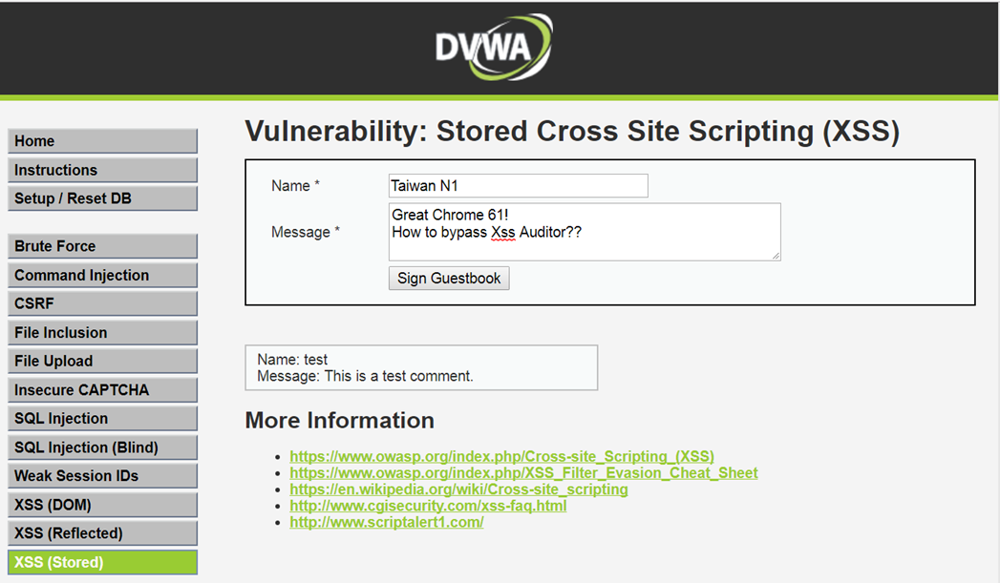 DVWA
Vulnerability: Stored Cross Site Scripting (XSS)
Home
Instructions
Setup / Reset DB
Brute Force
Command Injection
CSRF
File Inclusion
File Upload
Insecure CAPTCHA
SQL Injection
SQL Injection (Blind)
Weak Session IDs
XSS (DOM)
XSS (Reflected)
XSS (Stored)
Name *
Taiwan N1
Message *
Great Chrome 61!
How to bypass Xss Auditor??
Sign Guestbook
Name: test
Message: This is a test comment.
More Information
https://www.owasp.org/index.php/Cross-site_Scripting_(XSS)
https://www.owasp.org/index.php/XSS_Filter_Evasion_Cheat_Sheet
https://en.wikipedia.org/wiki/Cross-site_scripting
http://www.cgisecurity.com/xss-faq.html
http://www.scriptalert1.com/